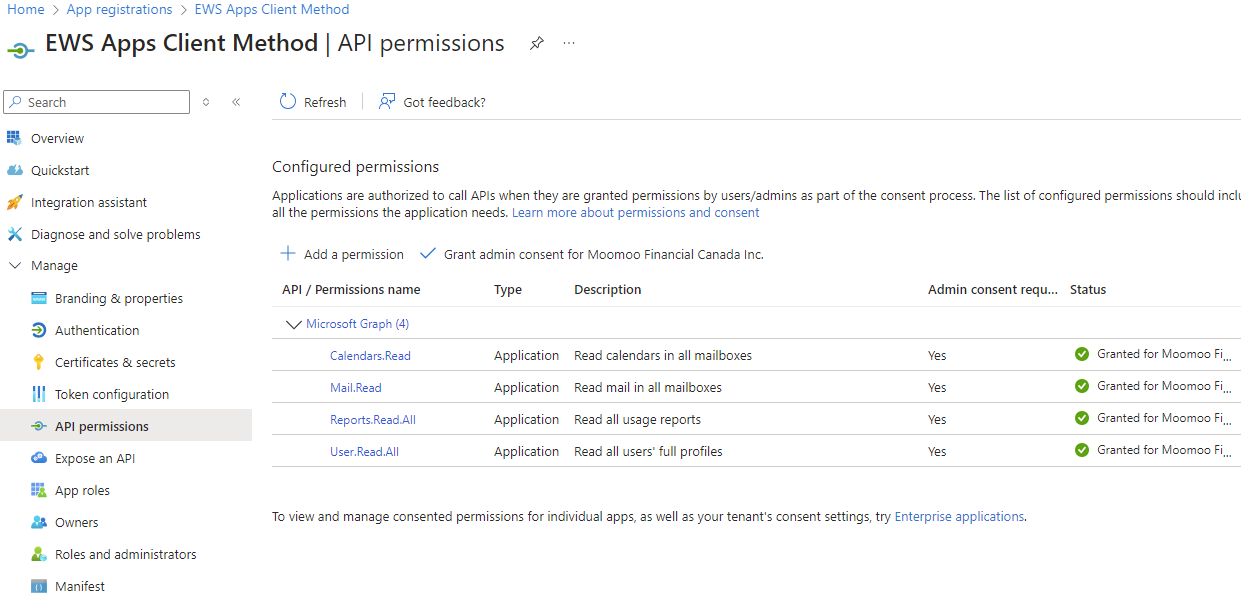 Home > App registrations > EWS Apps Client Method
EWS Apps Client Method | API permissions
Search
Refresh
Got feedback?
Overview
Quickstart
Integration assistant
Diagnose and solve problems
Manage
Branding & properties
Authentication
Certificates & secrets
Token configuration
API permissions
Expose an API
App roles
Owners
Roles and administrators
Manifest
Configured permissions
Applications are authorized to call APIs when they are granted permissions by users/admins as part of the consent process. The list of configured permissions should inclu
all the permissions the application needs. Learn more about permissions and consent
Add a permission Grant admin consent for Moomoo Financial Canada Inc.
API / Permissions name Type Description Admin consent requ... Status
Microsoft Graph (4)
Calendars.Read Application Read calendars in all mailboxes Yes Granted for Moomoo Fi...
Mail.Read Application Read mail in all mailboxes Yes Granted for Moomoo Fi...
Reports.Read.All Application Read all usage reports Yes Granted for Moomoo Fi...
User.Read.All Application Read all users' full profiles Yes Granted for Moomoo Fi...
To view and manage consented permissions for individual apps, as well as your tenant's consent settings, try Enterprise applications.